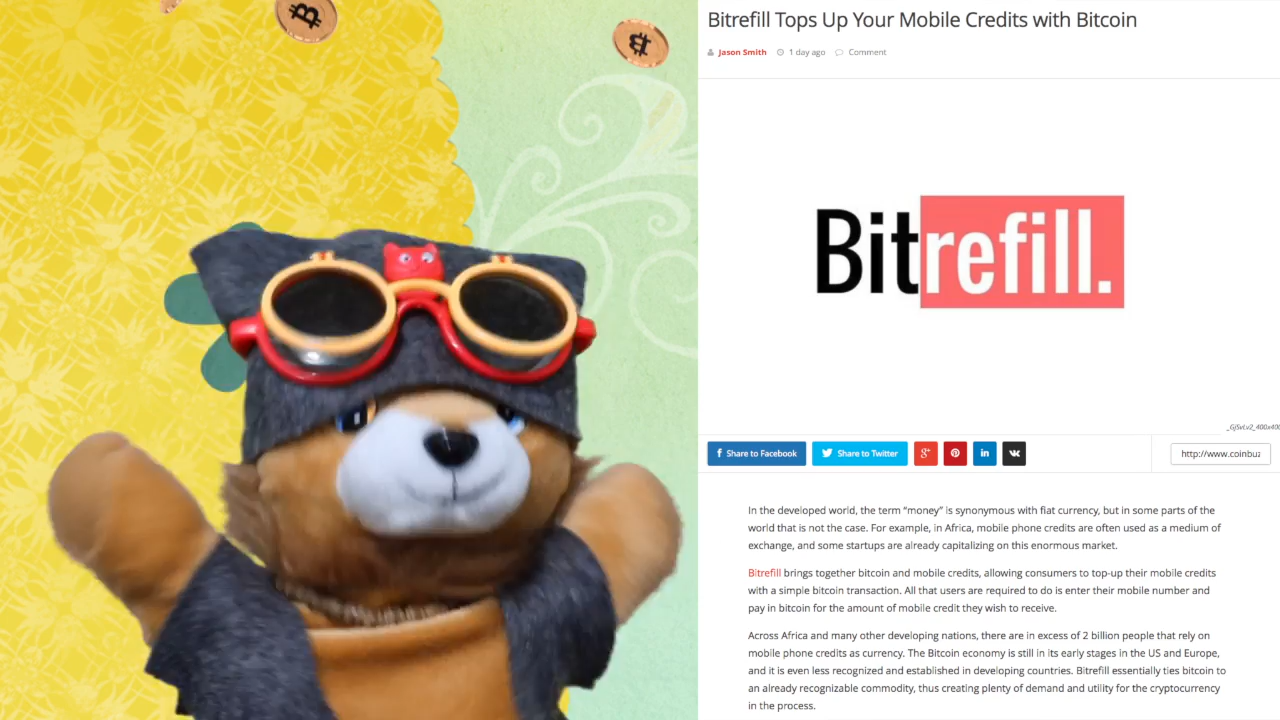 Bitrefill Tops Up Your Mobile Credits with Bitcoin
Jason Smith 1 day ago Comment
Bitrefill.
_GjSvLv2_400x400
f Share to Facebook Share to Twitter g+ in http://www.coinbuz
In the developed world, the term “money” is synonymous with fiat currency, but in some parts of the
world that is not the case. For example, in Africa, mobile phone credits are often used as a medium of
exchange, and some startups are already capitalizing on this enormous market.
Bitrefill brings together bitcoin and mobile credits, allowing consumers to top-up their mobile credits
with a simple bitcoin transaction. All that users are required to do is enter their mobile number and
pay in bitcoin for the amount of mobile credit they wish to receive.
Across Africa and many other developing nations, there are in excess of 2 billion people that rely on
mobile phone credits as currency. The Bitcoin economy is still in its early stages in the US and Europe,
and it is even less recognized and established in developing countries. Bitrefill essentially ties bitcoin to
an already recognizable commodity, thus creating plenty of demand and utility for the cryptocurrency
in the process.